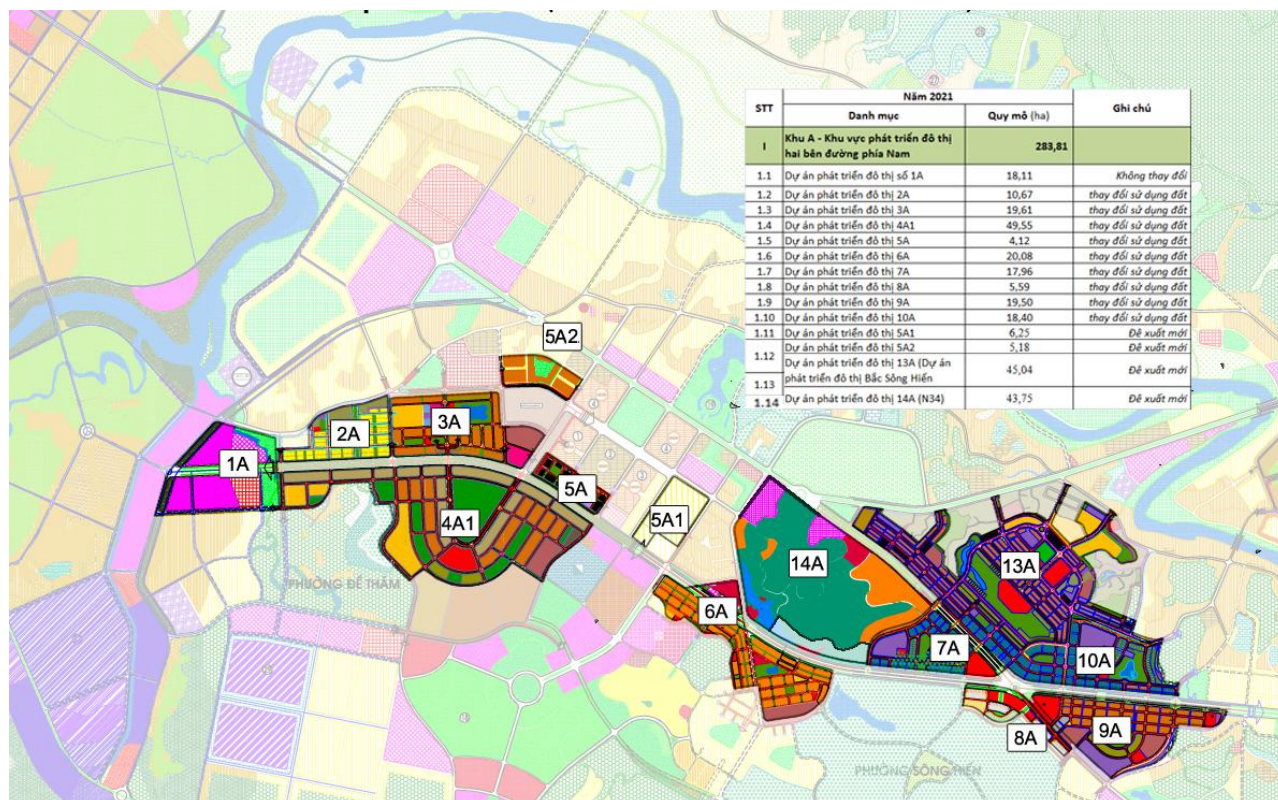 STT Năm 2021 Ghi chú
Danh mục Quy mô (ha)
I Khu A - Khu vực phát triển đô thị
hai bên đường phía Nam 283,81
1.1 Dự án phát triển đô thị số 1A 18,11 Không thay đổi
1.2 Dự án phát triển đô thị 2A 10,67 thay đổi sử dụng đất
1.3 Dự án phát triển đô thị 3A 19,61 thay đổi sử dụng đất
1.4 Dự án phát triển đô thị 4A1 49,55 thay đổi sử dụng đất
1.5 Dự án phát triển đô thị 5A 4,12 thay đổi sử dụng đất
1.6 Dự án phát triển đô thị 6A 20,08 thay đổi sử dụng đất
1.7 Dự án phát triển đô thị 7A 17,96 thay đổi sử dụng đất
1.8 Dự án phát triển đô thị 8A 5,59 thay đổi sử dụng đất
1.9 Dự án phát triển đô thị 9A 19,50 thay đổi sử dụng đất
1.10 Dự án phát triển đô thị 10A 18,40 thay đổi sử dụng đất
1.11 Dự án phát triển đô thị 5A1 6,25 Đề xuất mới
1.12 Dự án phát triển đô thị 5A2 5,18 Đề xuất mới
1.13 Dự án phát triển đô thị 13A (Dự án
phát triển đô thị Bắc Sông Hiến 45,04 Đề xuất mới
1.14 Dự án phát triển đô thị 14A (N34) 43,75 Đề xuất mới
5A2
3A
2A
1A
5A
5A1
4A1
14A
13A
PHƯỜNG ĐỀ THÁM
6A
7A
10A
9A
8A
PHƯỜNG SÔNG HIẾN